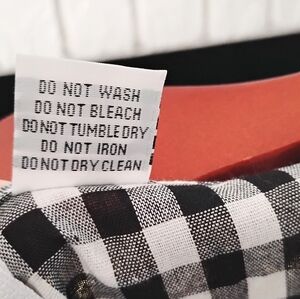 DO NOT WASH
DO NOT BLEACH
DO NOT TUMBLE DRY
DO NOT IRON
DO NOT DRY CLEAN